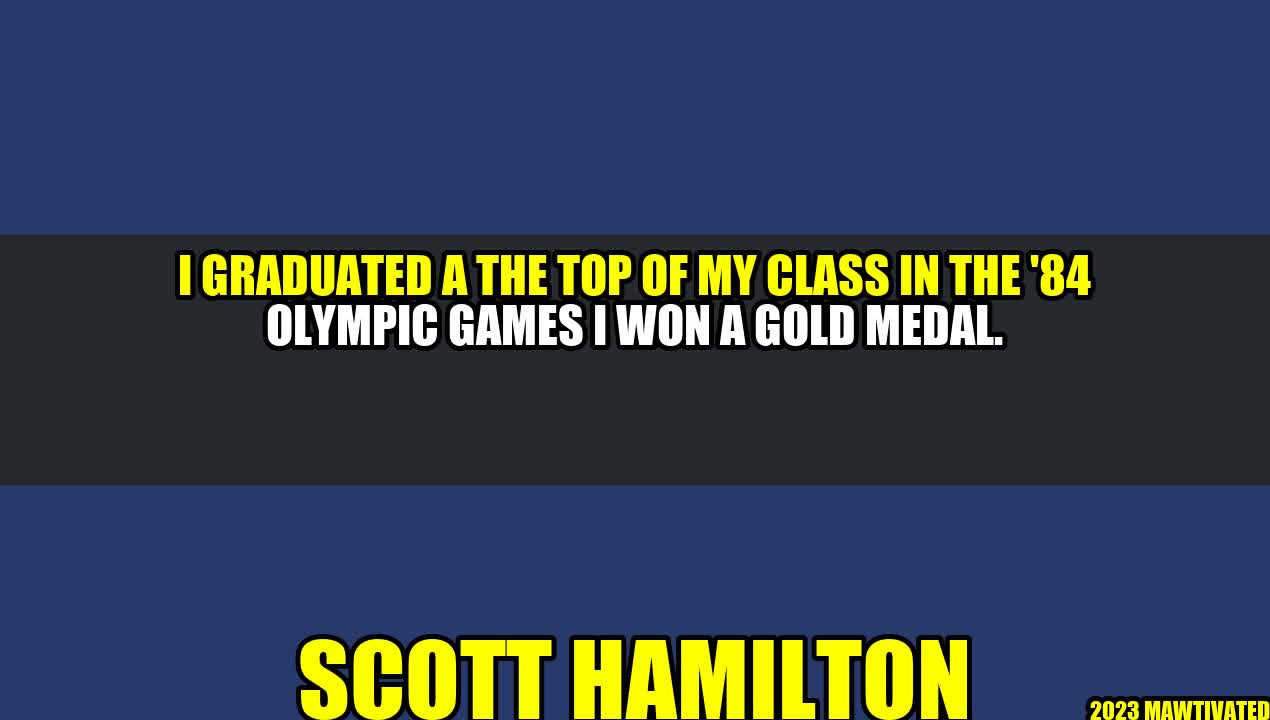 I GRADUATED A THE TOP OF MY CLASS IN THE '84
OLYMPIC GAMES I WON A GOLD MEDAL.
SCOTT HAMILTON
2023 MAWTIVATED